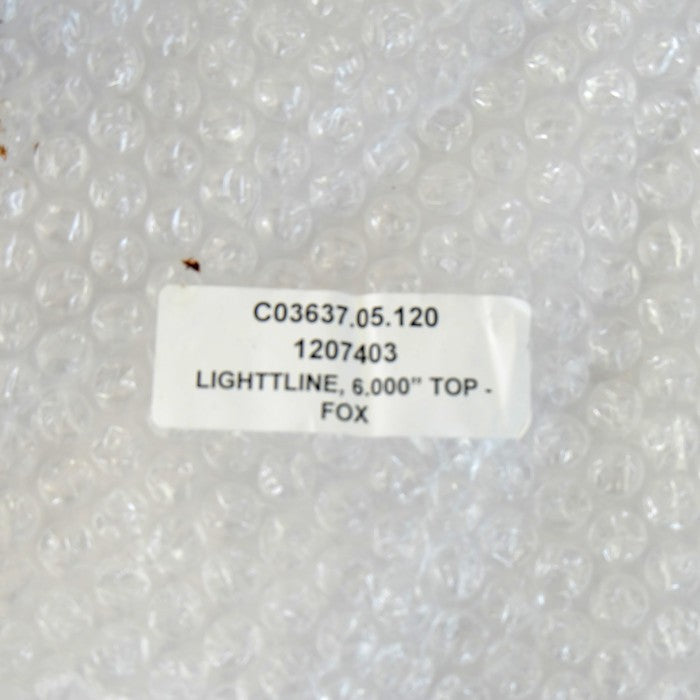 C03637.05.120
1207403
LIGHTTLINE, 6.000" TOP -
FOX